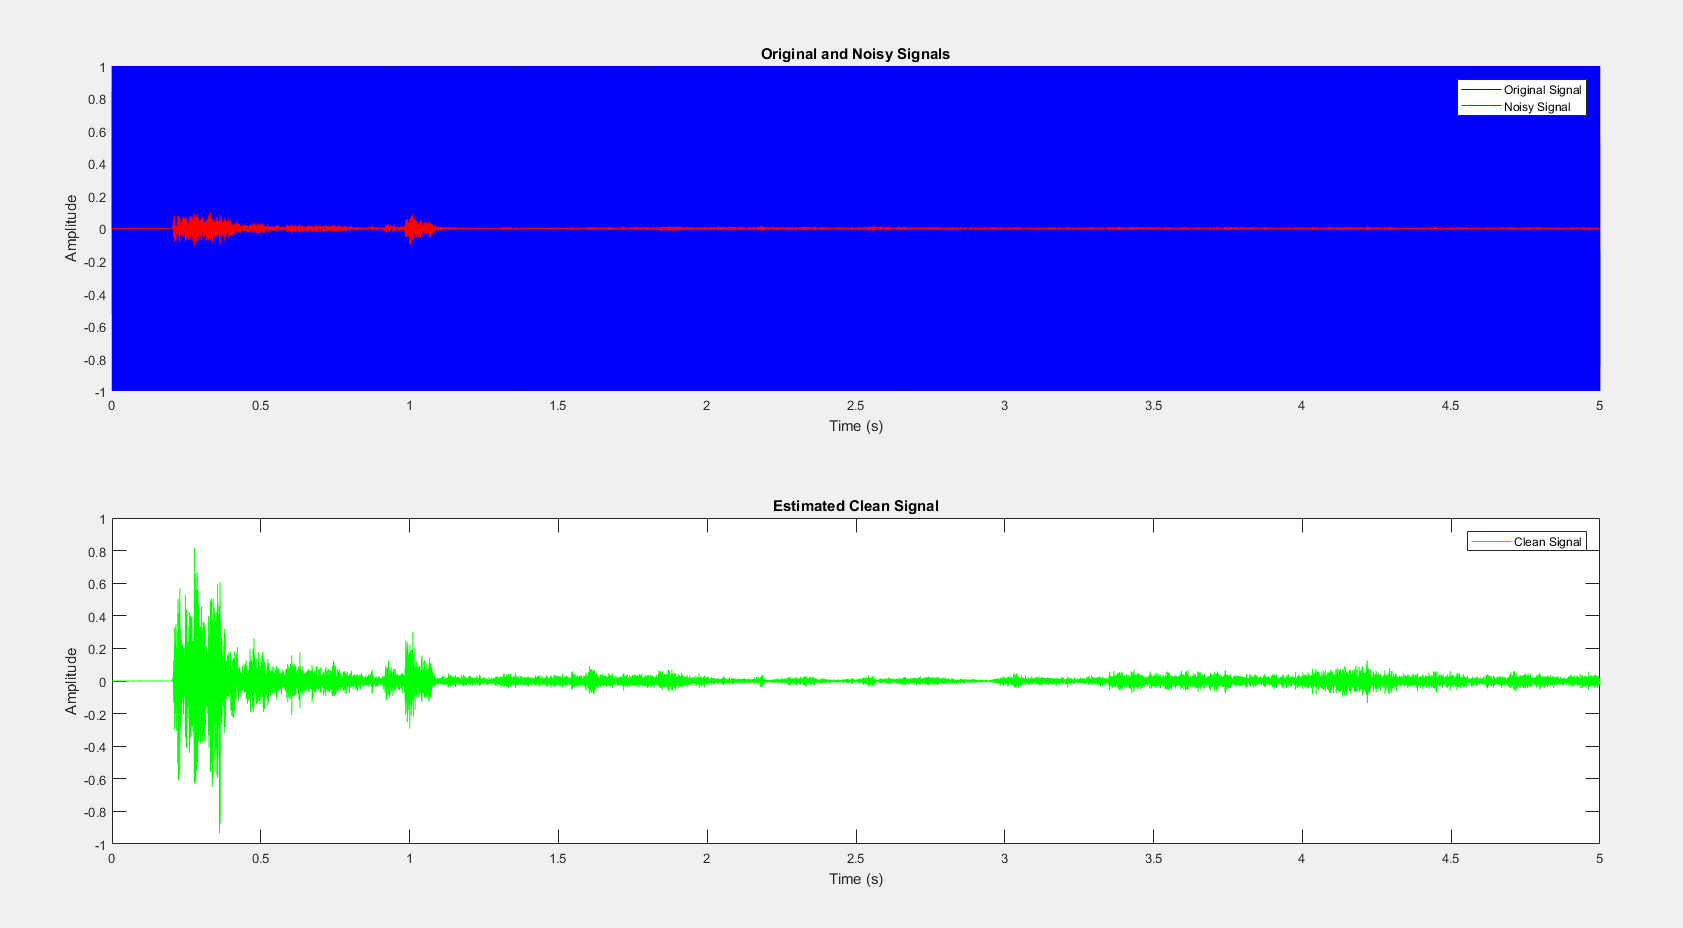 Original and Noisy Signals
1
0.8
0.6
0.4
0.2
0
-0.2
-0.4
-0.6
-0.8
-1
Amplitude
Original Signal
Noisy Signal
0 0.5 1 1.5 2 2.5 3 3.5 4 4.5 5
Time (s)
Estimated Clean Signal
1
0.8
0.6
0.4
0.2
0
-0.2
-0.4
-0.6
-0.8
-1
Amplitude
Clean Signal
0 0.5 1 1.5 2 2.5 3 3.5 4 4.5 5
Time (s)